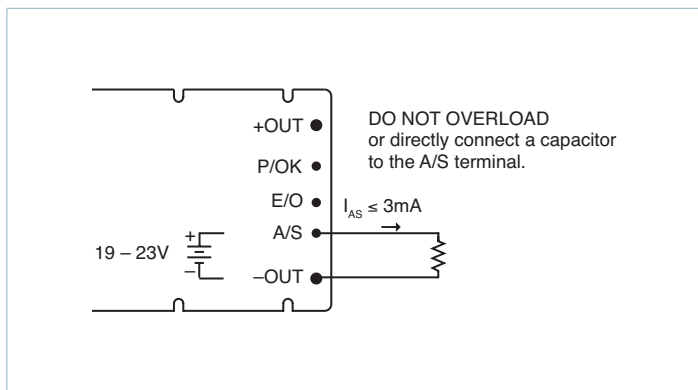 +OUT
P/OK
E/O
A/S
–OUT
19 – 23V
+
–
DO NOT OVERLOAD
or directly connect a capacitor
to the A/S terminal.
I_AS ≤ 3mA